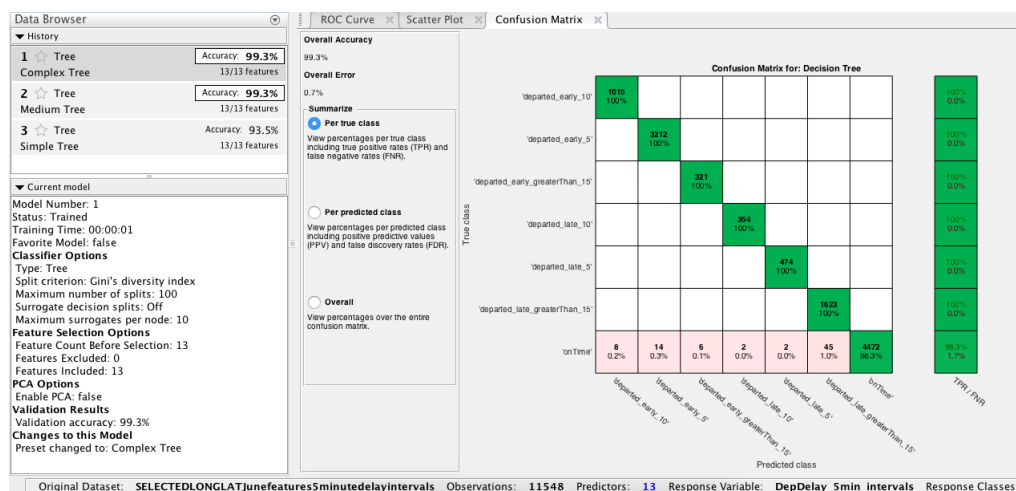 Data Browser
History
1 Tree Accuracy: 99.3%
Complex Tree 13/13 features
2 Tree Accuracy: 99.3%
Medium Tree 13/13 features
3 Tree Accuracy: 93.5%
Simple Tree 13/13 features
Current model
Model Number: 1
Status: Trained
Training Time: 00:00:01
Favorite Model: false
Classifier Options
Type: Tree
Split criterion: Gini's diversity index
Maximum number of splits: 100
Surrogate decision splits: Off
Maximum surrogates per node: 10
Feature Selection Options
Feature Count Before Selection: 13
Features Excluded: 0
Features Included: 13
PCA Options
Enable PCA: false
Validation Results
Validation accuracy: 99.3%
Changes to this Model
Preset changed to: Complex Tree
ROC Curve Scatter Plot Confusion Matrix
Overall Accuracy
99.3%
Overall Error
0.7%
Summarize
Per true class
View percentages per true class
including true positive rates (TPR) and
false negative rates (FNR).
Per predicted class
View percentages per predicted class
including positive predictive values
(PPV) and false discovery rates (FDR).
Overall
View percentages over the entire
confusion matrix.
Confusion Matrix for: Decision Tree
True class
'departed_early_10' 1015 100% 100% 0.0%
'departed_early_5' 3212 100% 100% 0.0%
'departed_early_greaterThan_15' 321 100% 100% 0.0%
'departed_late_10' 354 100% 100% 0.0%
'departed_late_5' 474 100% 100% 0.0%
'departed_late_greaterThan_15' 1623 100% 100% 0.0%
'onTime' 8 0.2% 14 0.3% 6 0.1% 2 0.0% 2 0.0% 45 1.0% 4472 98.3% 98.3% 1.7%
'departed_early_10'
'departed_early_5'
'departed_early_greaterThan_15'
'departed_late_10'
'departed_late_5'
'departed_late_greaterThan_15'
'onTime'
TPR / FNR
Predicted class
Original Dataset: SELECTEDLONGLATJunefeatures5minutedelayintervals Observations: 11548 Predictors: 13 Response Variable: DepDelay_5min_intervals Response Classes